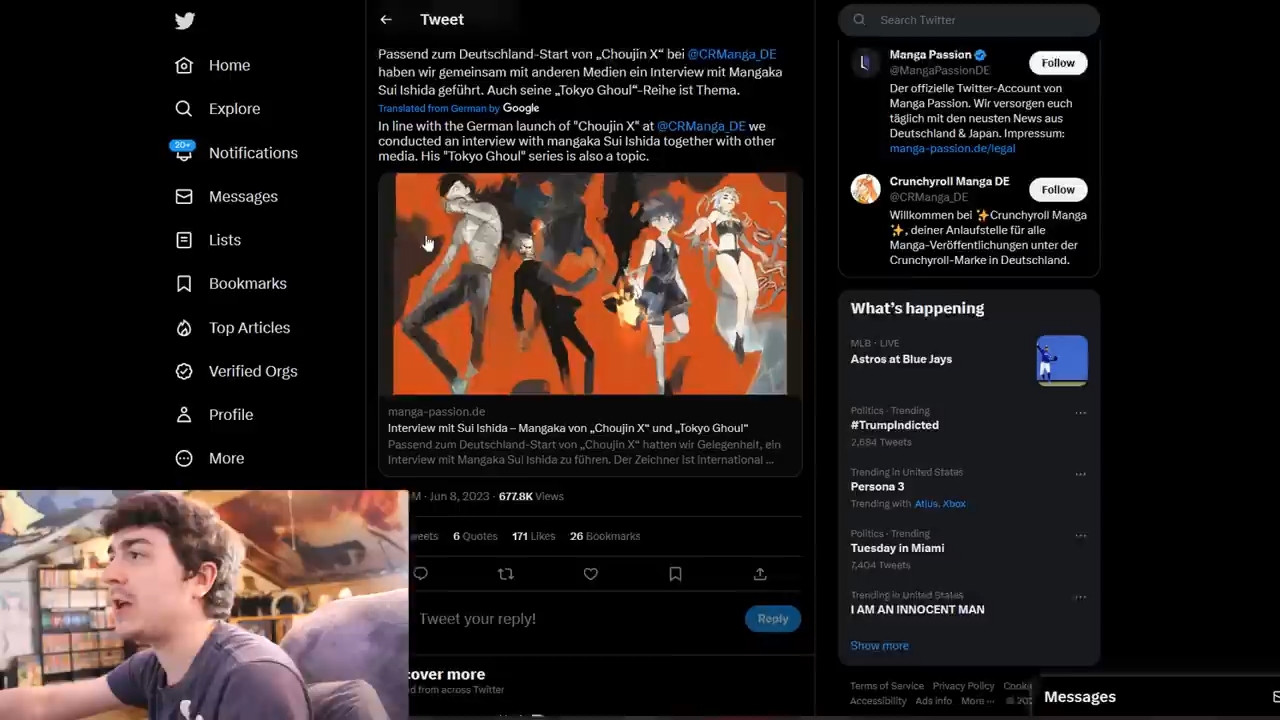 Home
Explore
20+
Notifications
Messages
Lists
Bookmarks
Top Articles
Verified Orgs
Profile
More
Tweet
Passend zum Deutschland-Start von „Choujin X“ bei @CRManga_DE
haben wir gemeinsam mit anderen Medien ein Interview mit Mangaka
Sui Ishida geführt. Auch seine „Tokyo Ghoul“-Reihe ist Thema.
Translated from German by Google
In line with the German launch of "Choujin X" at @CRManga_DE we
conducted an interview with mangaka Sui Ishida together with other
media. His "Tokyo Ghoul" series is also a topic.
manga-passion.de
Interview mit Sui Ishida – Mangaka von „Choujin X“ und „Tokyo Ghoul“
Passend zum Deutschland-Start von „Choujin X“ hatten wir Gelegenheit, ein
Interview mit Mangaka Sui Ishida zu führen. Der Zeichner ist international ...
M · Jun 8, 2023 · 677.8K Views
weets 6 Quotes 171 Likes 26 Bookmarks
Tweet your reply!
Reply
cover more
d from across Twitter
Search Twitter
Manga Passion
@MangaPassionDE
Follow
Der offizielle Twitter-Account von
Manga Passion. Wir versorgen euch
täglich mit den neusten News aus
Deutschland & Japan. Impressum:
manga-passion.de/legal
Crunchyroll Manga DE
@CRManga_DE
Follow
Willkommen bei ✨Crunchyroll Manga
✨, deiner Anlaufstelle für alle
Manga-Veröffentlichungen unter der
Crunchyroll-Marke in Deutschland.
What's happening
MLB · LIVE
Astros at Blue Jays
Politics · Trending
#TrumpIndicted
2,684 Tweets
Trending in United States
Persona 3
Trending with Atlus, Xbox
Politics · Trending
Tuesday in Miami
7,404 Tweets
Trending in United States
I AM AN INNOCENT MAN
Show more
Terms of Service Privacy Policy Cookie
Accessibility Ads info More ··· © 202
Messages